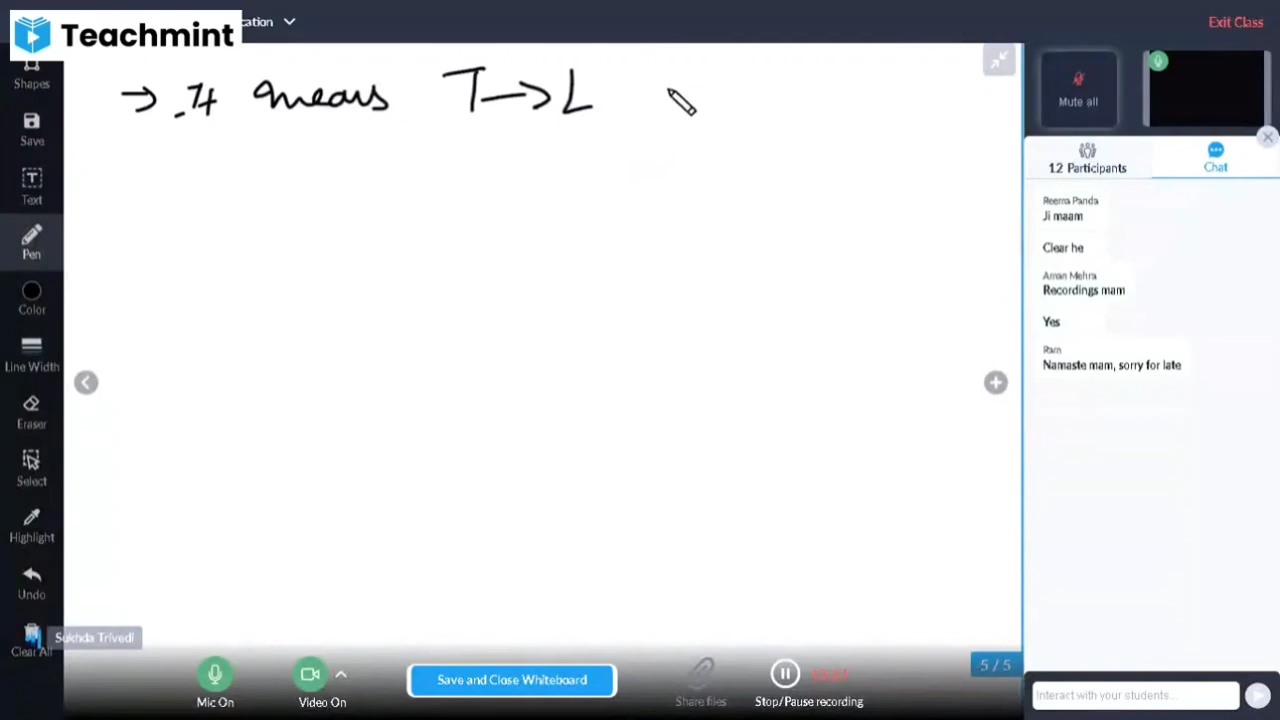 Teachmint
cation
Exit Class
→ .7f means T→L
Shapes
Save
Text
Pen
Color
Line Width
Eraser
Select
Highlight
Undo
Clear All
Sukhda Trivedi
Mute all
12 Participants
Chat
Reema Panda
Ji maam
Clear he
Arnan Mehra
Recordings mam
Yes
Ram
Namaste mam, sorry for late
5 / 5
Mic On
Video On
Save and Close Whiteboard
Share files
Stop/Pause recording
Interact with your students...